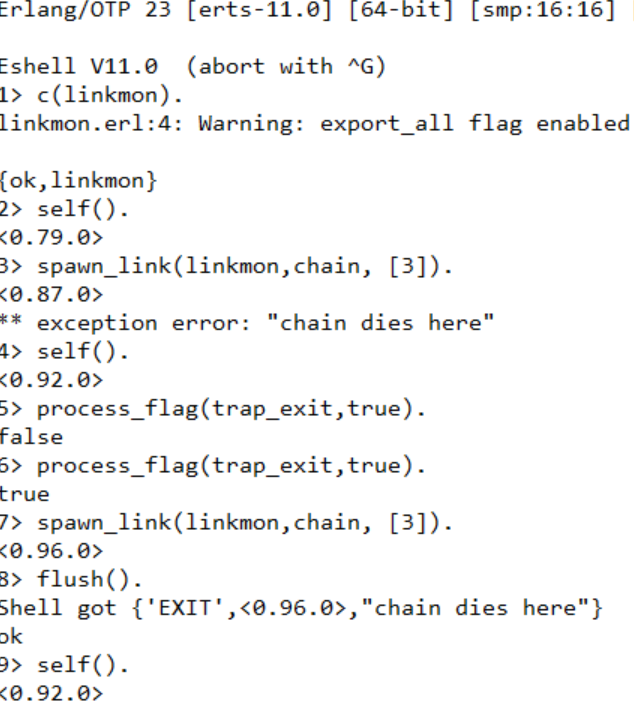 Erlang/OTP 23 [erts-11.0] [64-bit] [smp:16:16]
Eshell V11.0  (abort with ^G)
1> c(linkmon).
linkmon.erl:4: Warning: export_all flag enabled
{ok,linkmon}
2> self().
<0.79.0>
3> spawn_link(linkmon,chain, [3]).
<0.87.0>
** exception error: "chain dies here"
4> self().
<0.92.0>
5> process_flag(trap_exit,true).
false
6> process_flag(trap_exit,true).
true
7> spawn_link(linkmon,chain, [3]).
<0.96.0>
8> flush().
Shell got {'EXIT',<0.96.0>,"chain dies here"}
ok
9> self().
<0.92.0>